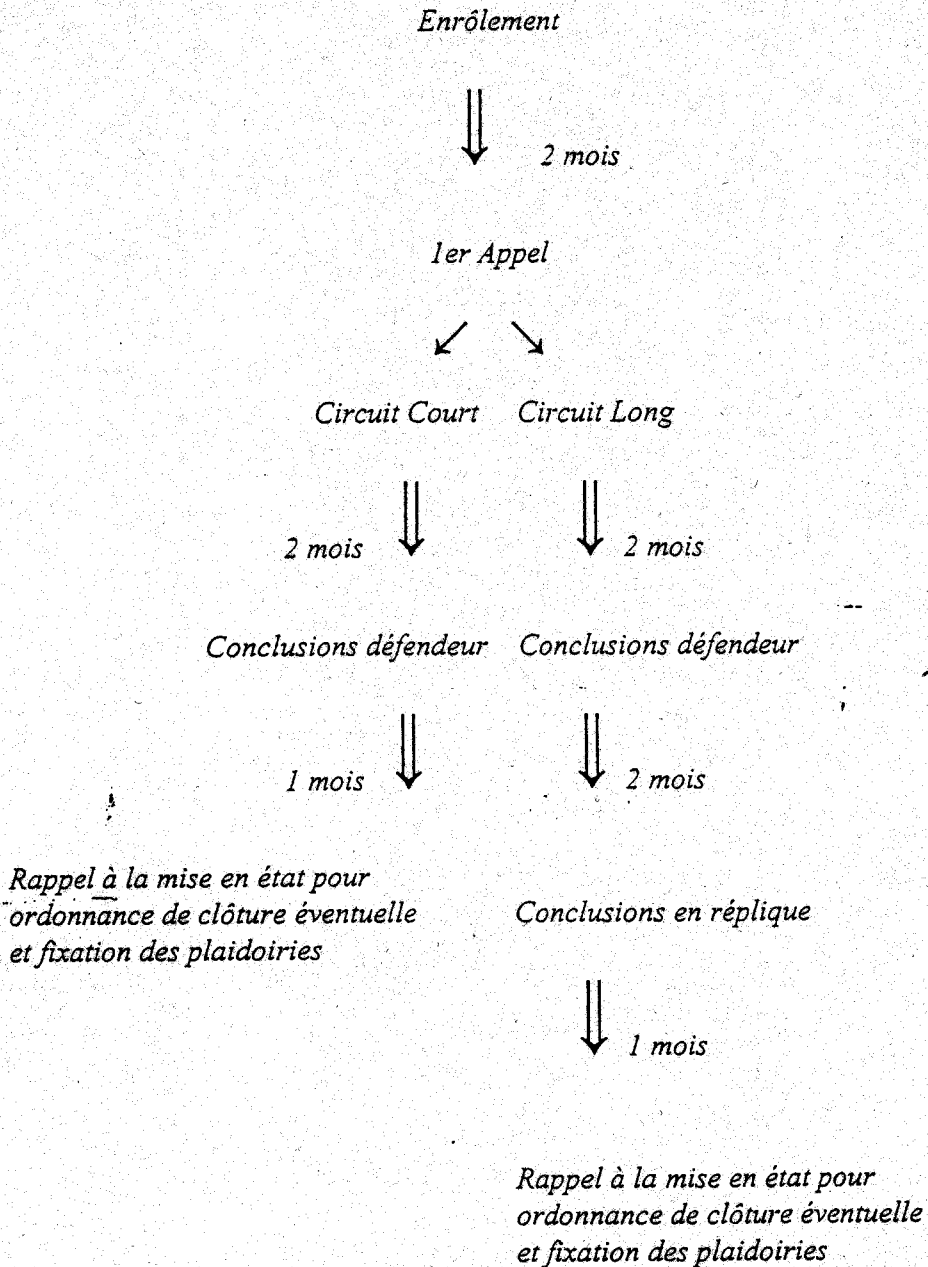 Enrôlement
2 mois
1er Appel
Circuit Court Circuit Long
2 mois 2 mois
Conclusions défendeur Conclusions défendeur
1 mois 2 mois
Rappel à la mise en état pour
ordonnance de clôture éventuelle
et fixation des plaidoiries
Conclusions en réplique
1 mois
Rappel à la mise en état pour
ordonnance de clôture éventuelle
et fixation des plaidoiries